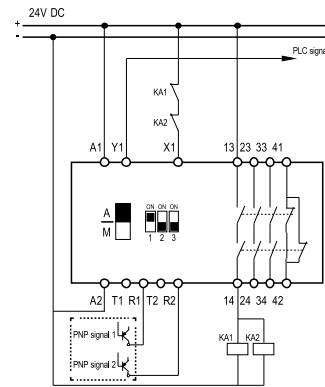 24V DC
+
-
PLC signal
KA1
KA2
A1 Y1 X1 13 23 33 41
A
M
ON ON ON
1 2 3
A2 T1 R1 T2 R2 14 24 34 42
PNP signal 1
PNP signal 2
KA1 KA2